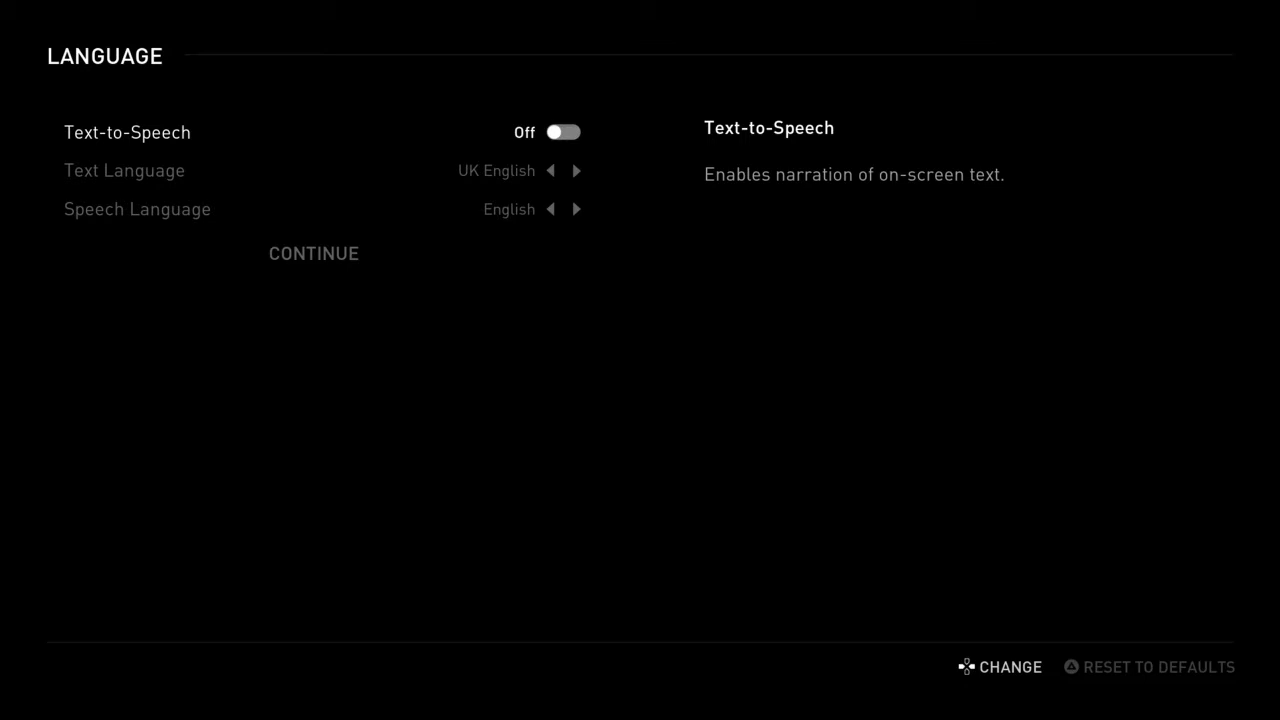 LANGUAGE
Text-to-Speech Off
Text Language UK English
Speech Language English
CONTINUE
Text-to-Speech
Enables narration of on-screen text.
CHANGE RESET TO DEFAULTS